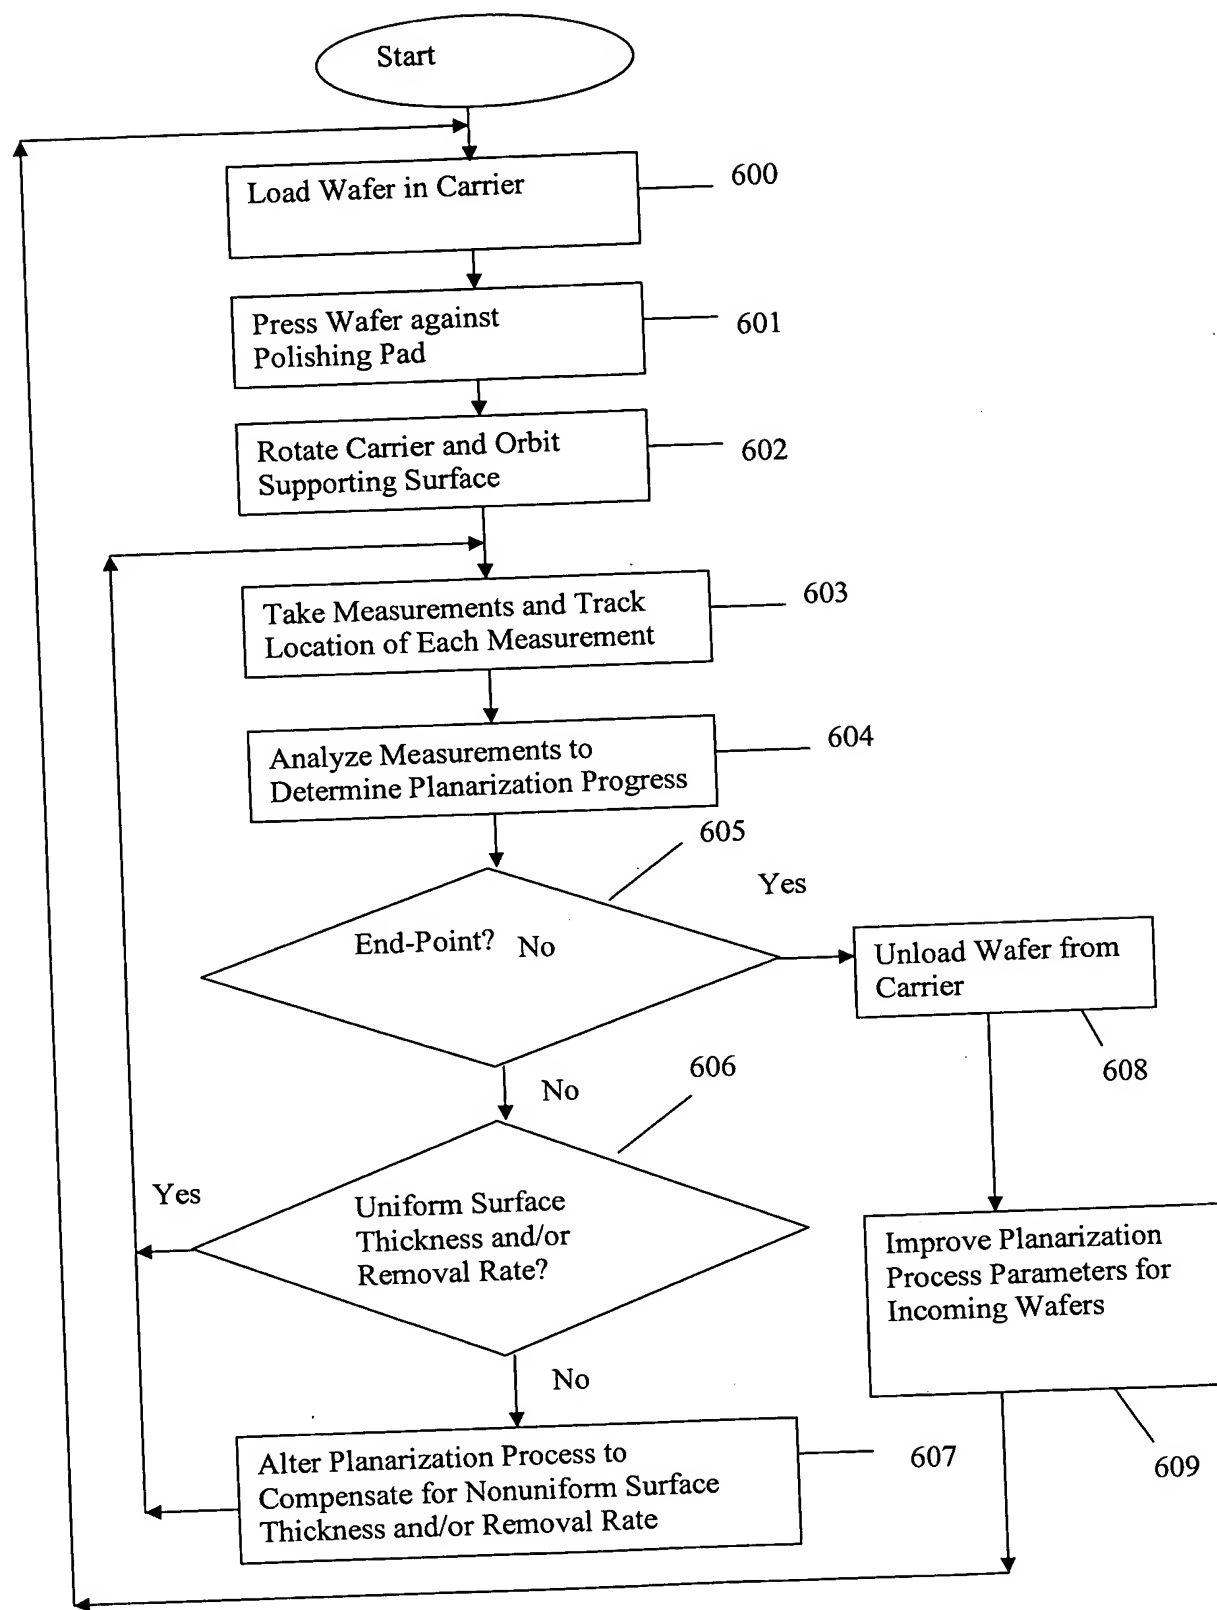 Start
Load Wafer in Carrier
600
Press Wafer against
Polishing Pad
601
Rotate Carrier and Orbit
Supporting Surface
602
Take Measurements and Track
Location of Each Measurement
603
Analyze Measurements to
Determine Planarization Progress
604
605
Yes
End-Point? No
Unload Wafer from
Carrier
608
No
606
Yes
Uniform Surface
Thickness and/or
Removal Rate?
Improve Planarization
Process Parameters for
Incoming Wafers
609
No
Alter Planarization Process to
Compensate for Nonuniform Surface
Thickness and/or Removal Rate
607